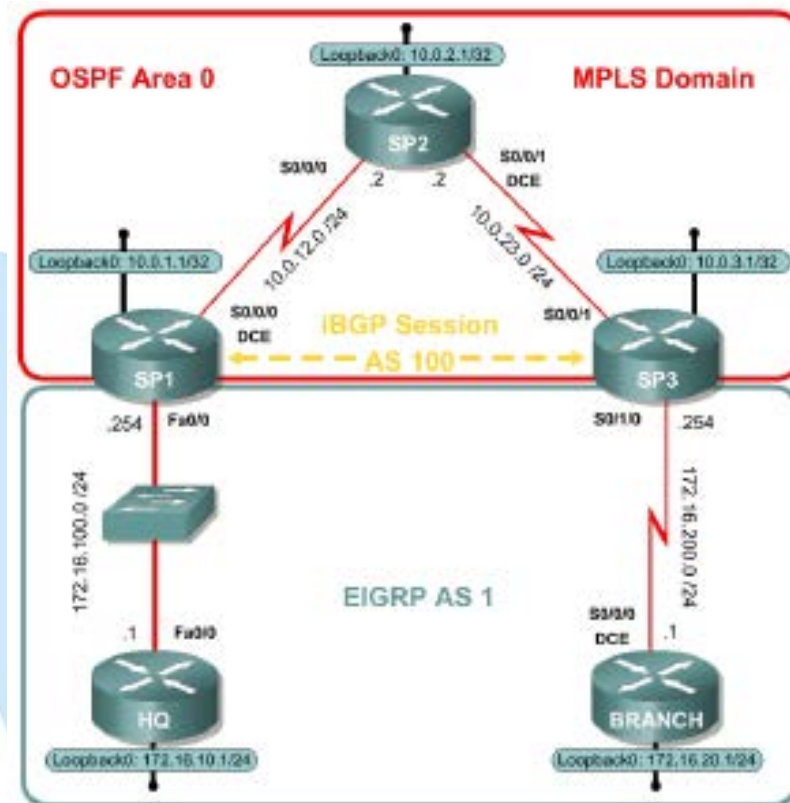 Loopback0: 10.0.2.1/32
OSPF Area 0
MPLS Domain
SP2
S0/0/0
.2
.2
S0/0/1
DCE
10.0.12.0 /24
10.0.23.0 /24
Loopback0: 10.0.1.1/32
Loopback0: 10.0.3.1/32
S0/0/0
DCE
iBGP Session
AS 100
S0/0/1
SP1
SP3
.254
Fa0/0
S0/1/0
.254
172.16.100.0 /24
172.16.200.0 /24
EIGRP AS 1
.1
Fa0/0
S0/0/0
DCE
.1
HQ
BRANCH
Loopback0: 172.16.10.1/24
Loopback0: 172.16.20.1/24